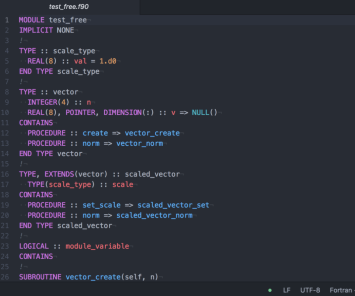 test_free.f90
1 MODULE test_free
2 IMPLICIT NONE
3 !
4 TYPE :: scale_type
5   REAL(8) :: val = 1.d0
6 END TYPE scale_type
7 !
8 TYPE :: vector
9   INTEGER(4) :: n
10   REAL(8), POINTER, DIMENSION(:) :: v => NULL()
11 CONTAINS
12   PROCEDURE :: create => vector_create
13   PROCEDURE :: norm => vector_norm
14 END TYPE vector
15 !
16 TYPE, EXTENDS(vector) :: scaled_vector
17   TYPE(scale_type) :: scale
18 CONTAINS
19   PROCEDURE :: set_scale => scaled_vector_set
20   PROCEDURE :: norm => scaled_vector_norm
21 END TYPE scaled_vector
22 !
23 LOGICAL :: module_variable
24 CONTAINS
25 !
26 SUBROUTINE vector_create(self, n)
LF UTF-8 Fortran